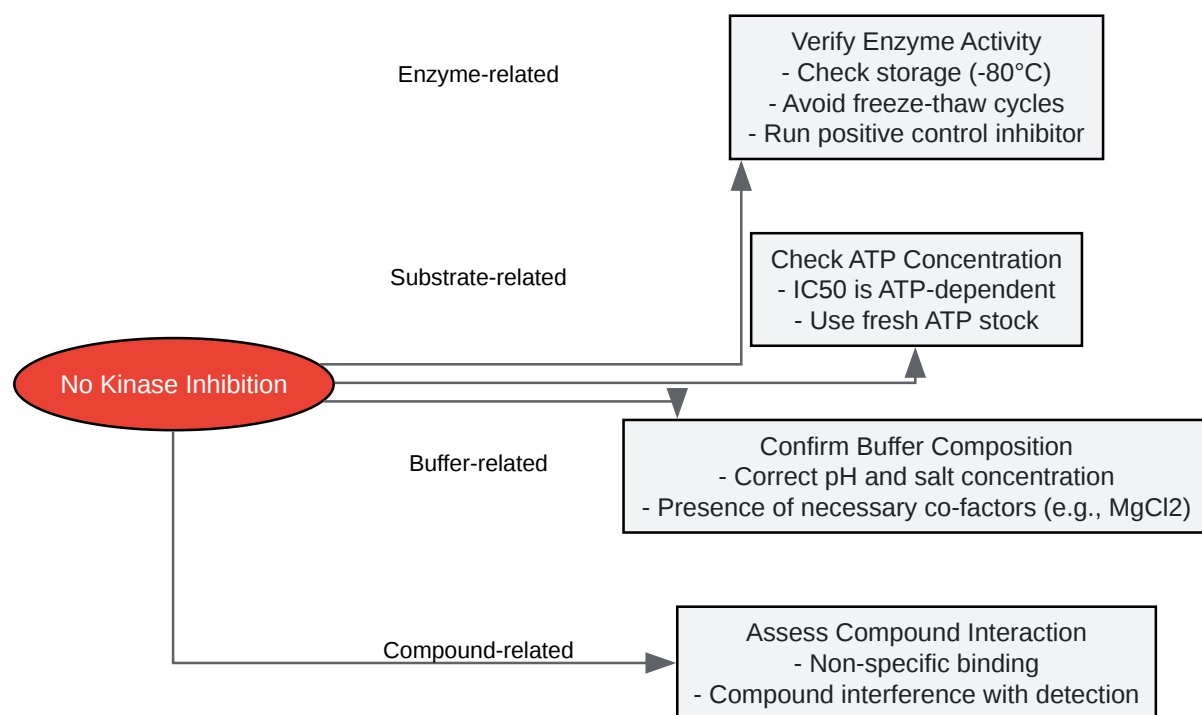 Enzyme-related
Verify Enzyme Activity
- Check storage (-80°C)
- Avoid freeze-thaw cycles
- Run positive control inhibitor
Substrate-related
Check ATP Concentration
- IC50 is ATP-dependent
- Use fresh ATP stock
No Kinase Inhibition
Buffer-related
Confirm Buffer Composition
- Correct pH and salt concentration
- Presence of necessary co-factors (e.g., MgCl2)
Compound-related
Assess Compound Interaction
- Non-specific binding
- Compound interference with detection